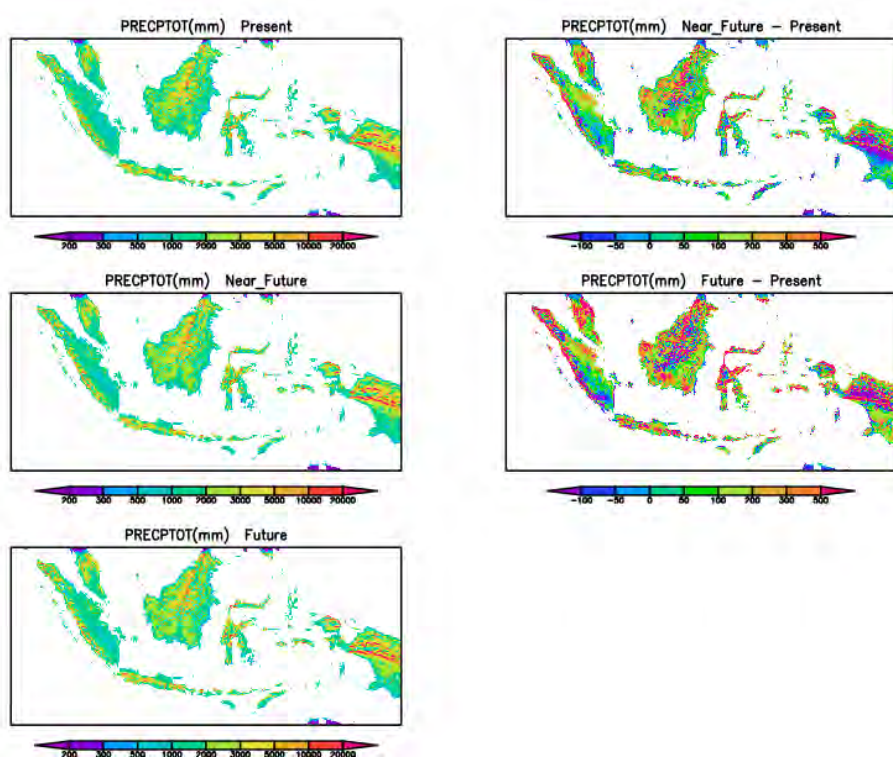 PRECPTOT(mm) Present
200 300 500 1000 2000 3000 5000 10000 20000
PRECPTOT(mm) Near_Future − Present
−100 −50 0 50 100 200 300 500
PRECPTOT(mm) Near_Future
200 300 500 1000 2000 3000 5000 10000 20000
PRECPTOT(mm) Future − Present
−100 −50 0 50 100 200 300 500
PRECPTOT(mm) Future
200 300 500 1000 2000 3000 5000 10000 20000